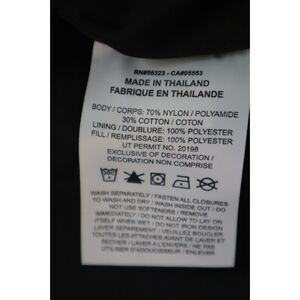 RN#56323 - CA#05553
MADE IN THAILAND
FABRIQUE EN THAILANDE
BODY / CORPS: 70% NYLON / POLYAMIDE
30% COTTON / COTON
LINING / DOUBLURE: 100% POLYESTER
FILL / REMPLISSAGE: 100% POLYESTER
UT PERMIT NO. 20198
EXCLUSIVE OF DECORATION /
DECORATION NON COMPRISE
WASH SEPARATELY / FASTEN ALL CLOSURES
TO WASH AND DRY / WASH INSIDE OUT / DO
NOT USE SOFTENERS / REMOVE
IMMEDIATELY / DO NOT ALLOW TO LAY ON
ITSELF WHEN WET / DO NOT IRON DESIGN
LAVER SEPAREMENT / VEUILLEZ BOUCLER
TOUTES LES ATTACHES AVANT DE LAVER ET
SECHER / LAVER A L'ENVERS / NE PAS
UTILISER D'ADOUCISSEUR / ENLEVER